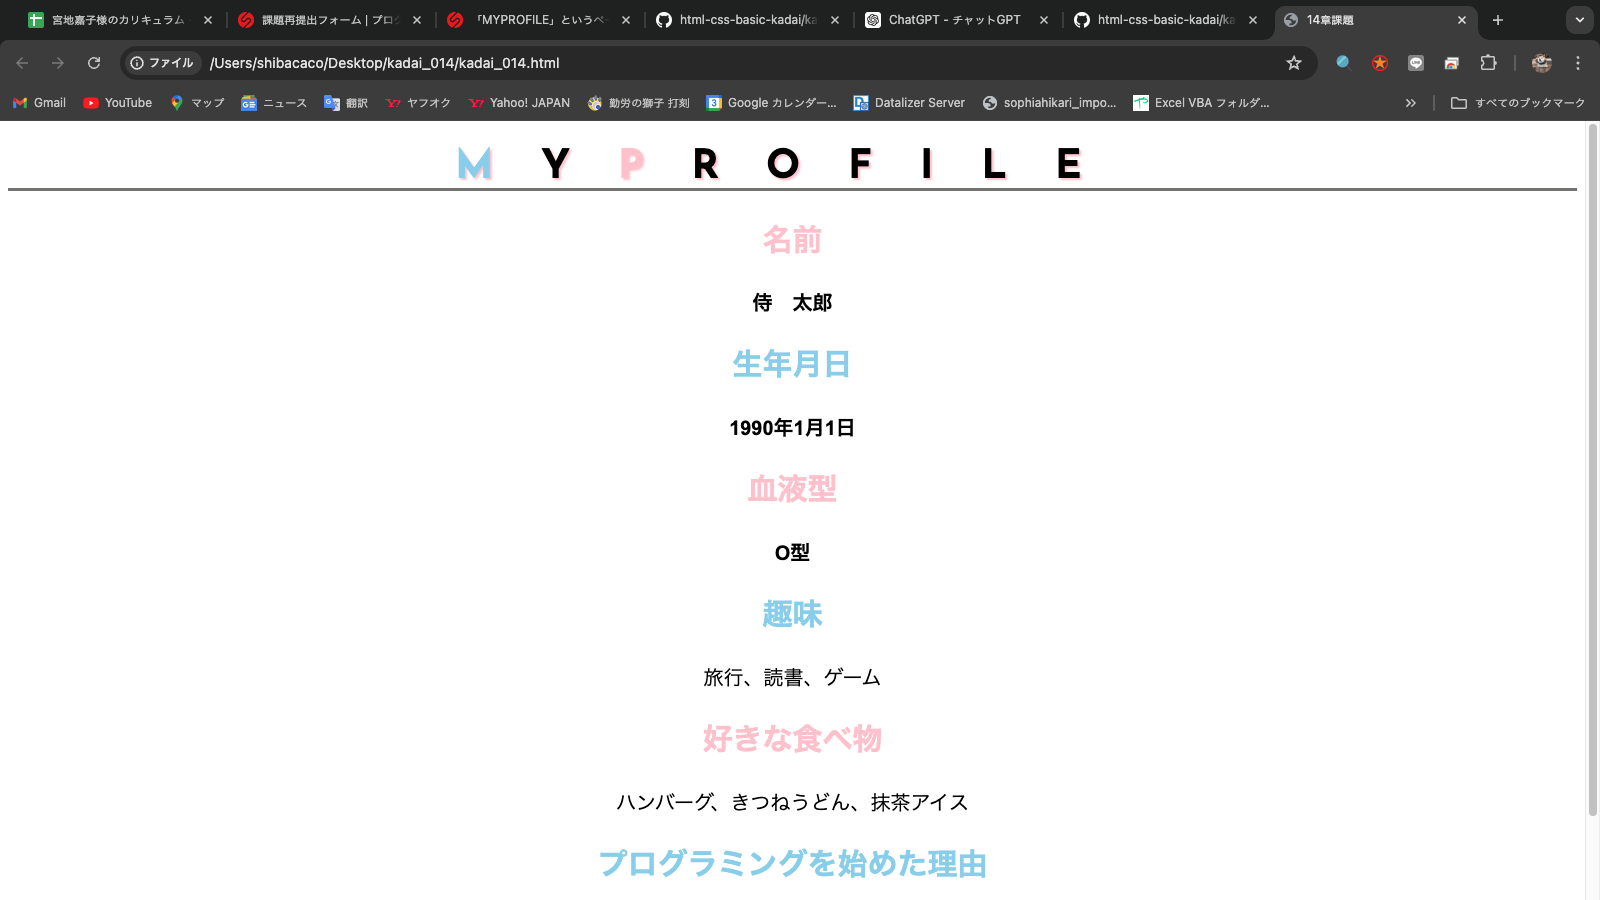 宮地嘉子様のカリキュラム -
課題再提出フォーム | プログ
「MYPROFILE」というペー
html-css-basic-kadai/ka
ChatGPT - チャットGPT
html-css-basic-kadai/ka
14章課題
ファイル /Users/shibacaco/Desktop/kadai_014/kadai_014.html
Gmail
YouTube
マップ
ニュース
翻訳
ヤフオク
Yahoo! JAPAN
勤労の獅子 打刻
Google カレンダー...
Datalizer Server
sophiahikari_impo...
Excel VBA フォルダ...
すべてのブックマーク
MYPROFILE
名前
侍　太郎
生年月日
1990年1月1日
血液型
O型
趣味
旅行、読書、ゲーム
好きな食べ物
ハンバーグ、きつねうどん、抹茶アイス
プログラミングを始めた理由